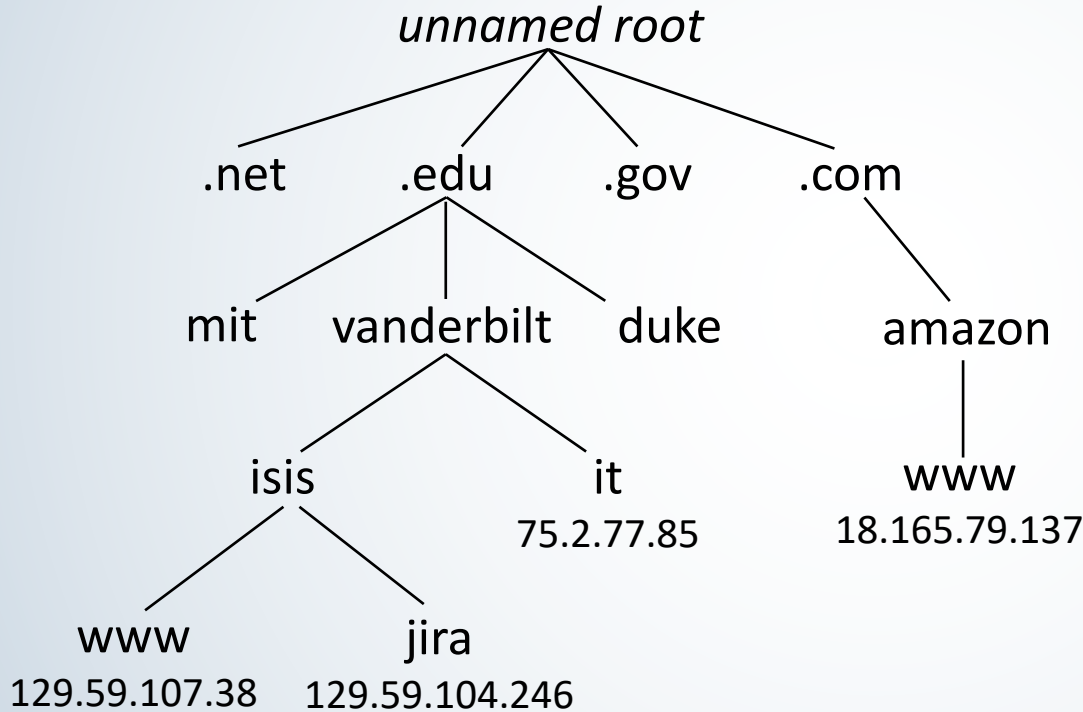 unnamed root
.net .edu .gov .com
mit vanderbilt duke amazon
isis it www
75.2.77.85 18.165.79.137
www jira
129.59.107.38 129.59.104.246